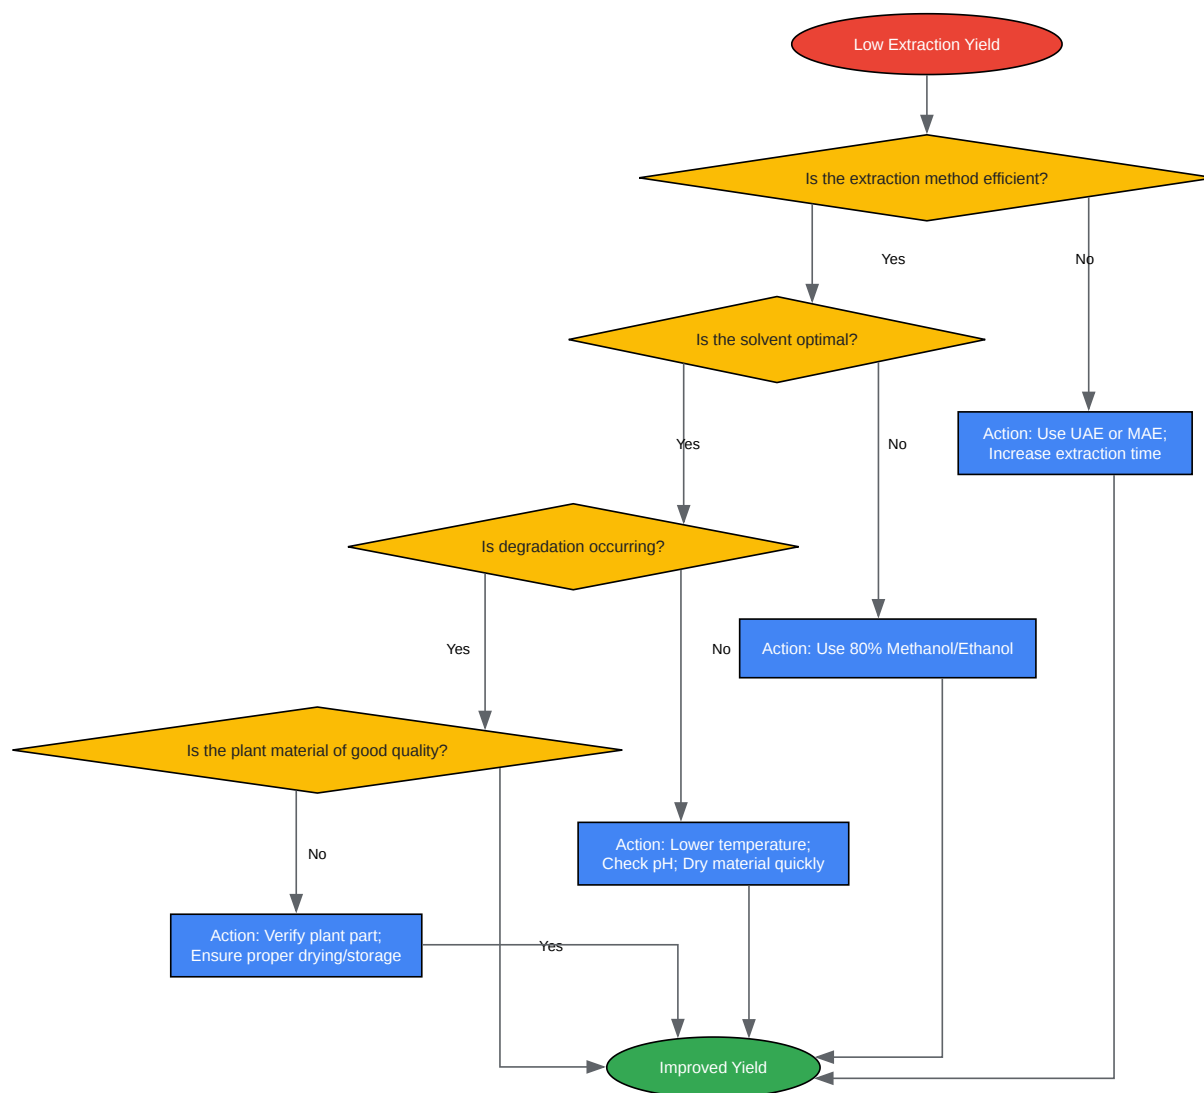 Low Extraction Yield
Is the extraction method efficient?
Yes
No
Is the solvent optimal?
Action: Use UAE or MAE;
Increase extraction time
Yes
No
Is degradation occurring?
Yes
No
Action: Use 80% Methanol/Ethanol
Is the plant material of good quality?
Action: Lower temperature;
Check pH; Dry material quickly
No
Action: Verify plant part;
Ensure proper drying/storage
Yes
Improved Yield